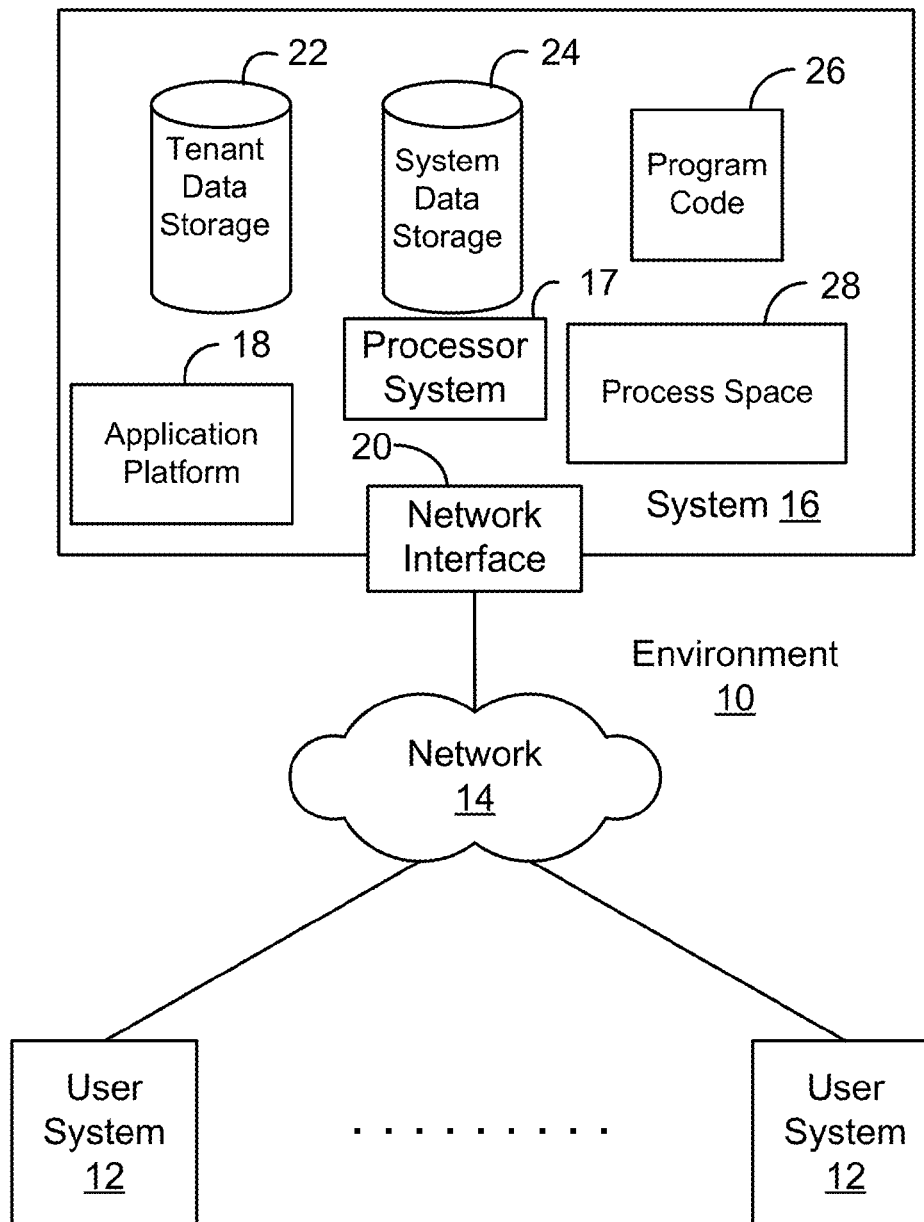 22
24
26
Tenant
Data
Storage
System
Data
Storage
Program
Code
17
28
18
Processor
System
Process Space
Application
Platform
20
System 16
Network
Interface
Environment
10
Network
14
User
System
12
. . . . . . . . .
User
System
12